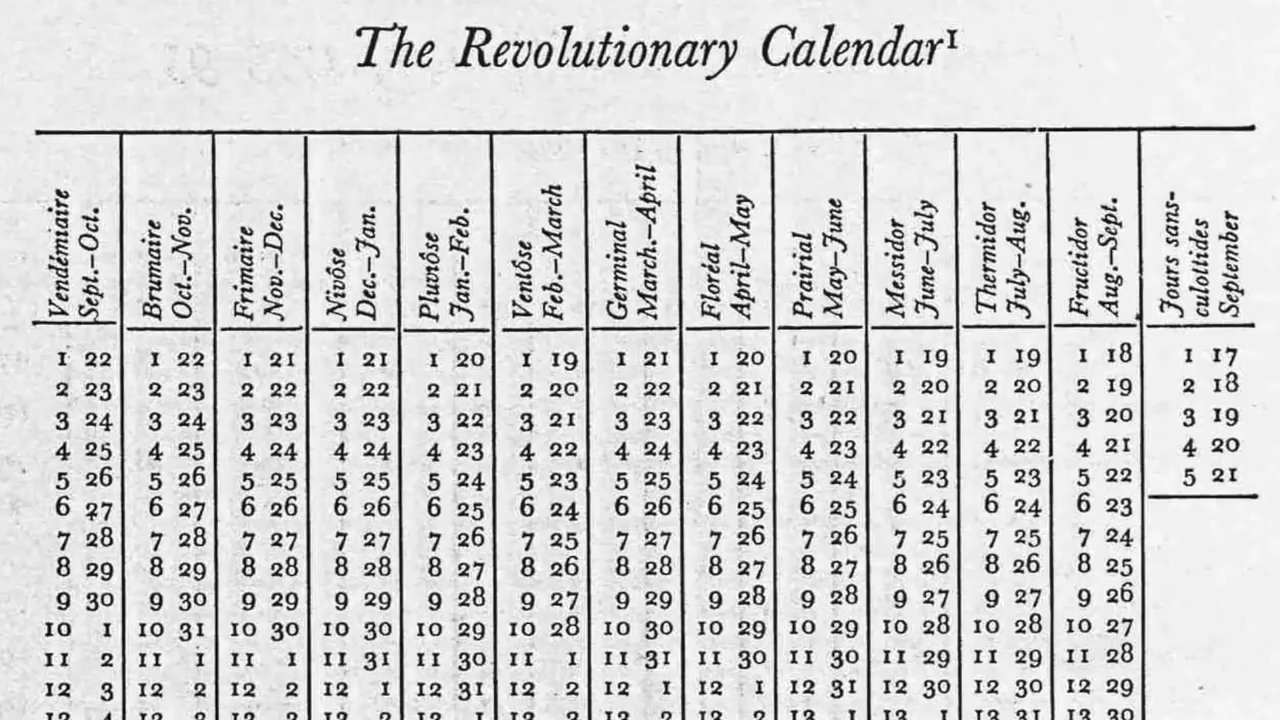 The Revolutionary Calendar¹
Vendémiaire
Sept.–Oct.
Brumaire
Oct.–Nov.
Frimaire
Nov.–Dec.
Nivôse
Dec.–Jan.
Pluviôse
Jan.–Feb.
Ventôse
Feb.–March
Germinal
March.–April
Floréal
April–May
Prairial
May–June
Messidor
June–July
Thermidor
July–Aug.
Fructidor
Aug.–Sept.
Jours sans-
culottides
September
1 22 1 22 1 21 1 21 1 20 1 19 1 21 1 20 1 20 1 19 1 19 1 18 1 17
2 23 2 23 2 22 2 22 2 21 2 20 2 22 2 21 2 21 2 20 2 20 2 19 2 18
3 24 3 24 3 23 3 23 3 22 3 21 3 23 3 22 3 22 3 21 3 21 3 20 3 19
4 25 4 25 4 24 4 24 4 23 4 22 4 24 4 23 4 23 4 22 4 22 4 21 4 20
5 26 5 26 5 25 5 25 5 24 5 23 5 25 5 24 5 24 5 23 5 23 5 22 5 21
6 27 6 27 6 26 6 26 6 25 6 24 6 26 6 25 6 25 6 24 6 24 6 23
7 28 7 28 7 27 7 27 7 26 7 25 7 27 7 26 7 26 7 25 7 25 7 24
8 29 8 29 8 28 8 28 8 27 8 26 8 28 8 27 8 27 8 26 8 26 8 25
9 30 9 30 9 29 9 29 9 28 9 27 9 29 9 28 9 28 9 27 9 27 9 26
10 1 10 31 10 30 10 30 10 29 10 28 10 30 10 29 10 29 10 28 10 28 10 27
11 2 11 1 11 1 11 31 11 30 11 1 11 31 11 30 11 30 11 29 11 29 11 28
12 3 12 2 12 2 12 1 12 31 12 2 12 1 12 1 12 31 12 30 12 30 12 29